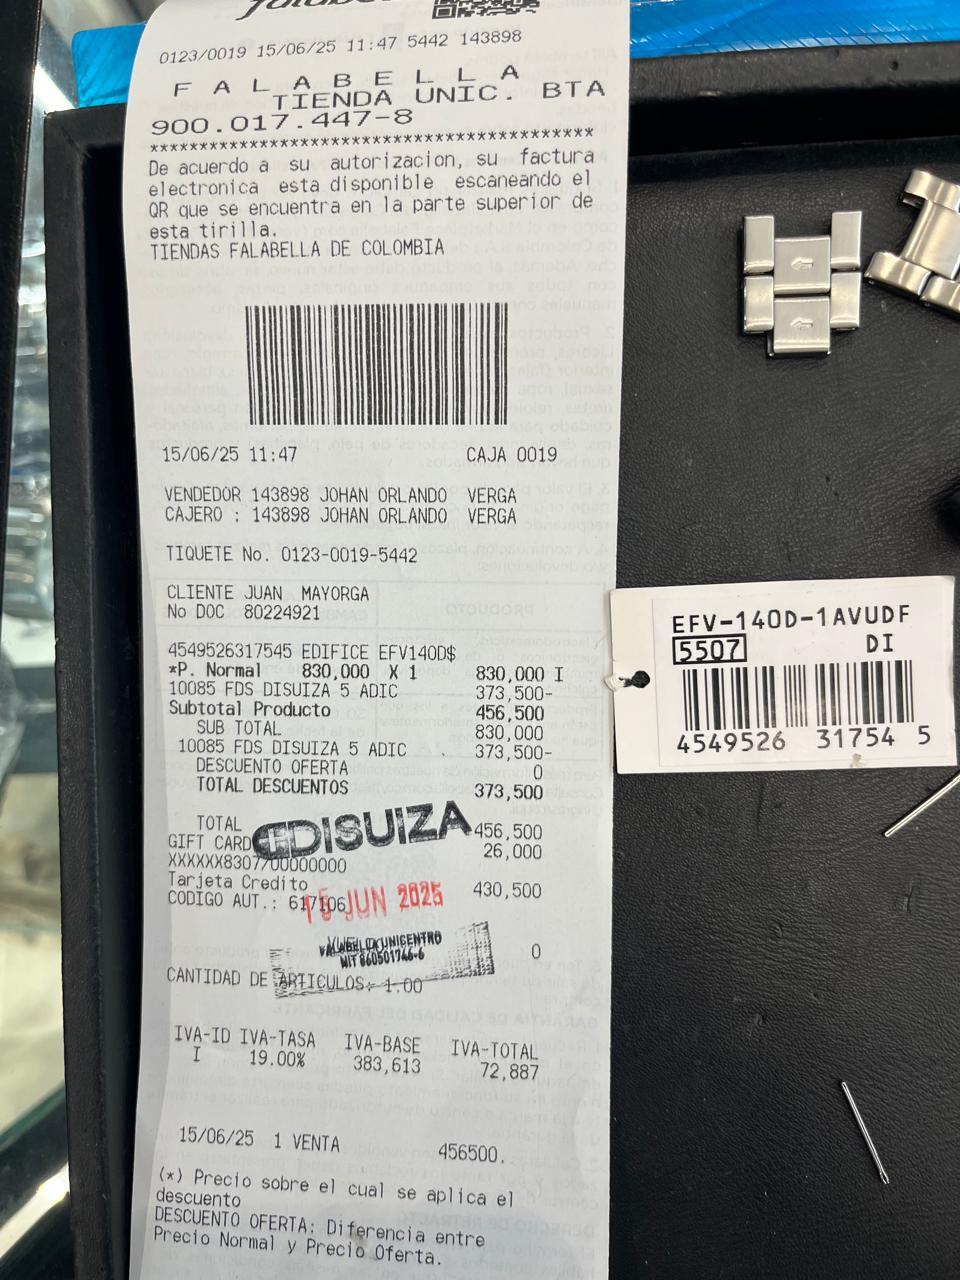 0123/0019 15/06/25 11:47 5442 143898
F A L A B E L L A
TIENDA UNIC. BTA
900.017.447-8
*********************************************
De acuerdo a su autorizacion, su factura
electronica esta disponible escaneando el
QR que se encuentra en la parte superior de
esta tirilla.
TIENDAS FALABELLA DE COLOMBIA
15/06/25 11:47 CAJA 0019
VENDEDOR 143898 JOHAN ORLANDO VERGA
CAJERO : 143898 JOHAN ORLANDO VERGA
TIQUETE No. 0123-0019-5442
CLIENTE JUAN MAYORGA
No DOC 80224921
4549526317545 EDIFICE EFV140D$
*P. Normal 830,000 X 1 830,000 I
10085 FDS DISUIZA 5 ADIC 373,500-
Subtotal Producto 456,500
SUB TOTAL 830,000
10085 FDS DISUIZA 5 ADIC 373,500-
DESCUENTO OFERTA 0
TOTAL DESCUENTOS 373,500
TOTAL 456,500
DISUIZA
GIFT CARD 26,000
XXXXXX8307700000000
Tarjeta Credito 430,500
CODIGO AUT.: 617106
15 JUN 2025
UNICENTRO
NIT 860501746-6
0
CANTIDAD DE ARTICULOS: 1.00
IVA-ID IVA-TASA IVA-BASE IVA-TOTAL
I 19.00% 383,613 72,887
15/06/25 1 VENTA 456500.
(*) Precio sobre el cual se aplica el
descuento
DESCUENTO OFERTA: Diferencia entre
Precio Normal y Precio Oferta.
EFV-140D-1AVUDF
5507 DI
4549526 31754 5